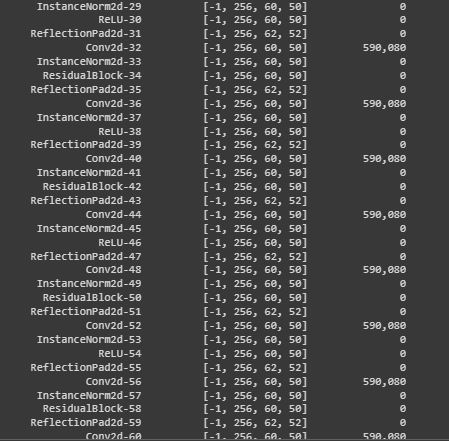 InstanceNorm2d-29 [-1, 256, 60, 50] 0
ReLU-30 [-1, 256, 60, 50] 0
ReflectionPad2d-31 [-1, 256, 62, 52] 0
Conv2d-32 [-1, 256, 60, 50] 590,080
InstanceNorm2d-33 [-1, 256, 60, 50] 0
ResidualBlock-34 [-1, 256, 60, 50] 0
ReflectionPad2d-35 [-1, 256, 62, 52] 0
Conv2d-36 [-1, 256, 60, 50] 590,080
InstanceNorm2d-37 [-1, 256, 60, 50] 0
ReLU-38 [-1, 256, 60, 50] 0
ReflectionPad2d-39 [-1, 256, 62, 52] 0
Conv2d-40 [-1, 256, 60, 50] 590,080
InstanceNorm2d-41 [-1, 256, 60, 50] 0
ResidualBlock-42 [-1, 256, 60, 50] 0
ReflectionPad2d-43 [-1, 256, 62, 52] 0
Conv2d-44 [-1, 256, 60, 50] 590,080
InstanceNorm2d-45 [-1, 256, 60, 50] 0
ReLU-46 [-1, 256, 60, 50] 0
ReflectionPad2d-47 [-1, 256, 62, 52] 0
Conv2d-48 [-1, 256, 60, 50] 590,080
InstanceNorm2d-49 [-1, 256, 60, 50] 0
ResidualBlock-50 [-1, 256, 60, 50] 0
ReflectionPad2d-51 [-1, 256, 62, 52] 0
Conv2d-52 [-1, 256, 60, 50] 590,080
InstanceNorm2d-53 [-1, 256, 60, 50] 0
ReLU-54 [-1, 256, 60, 50] 0
ReflectionPad2d-55 [-1, 256, 62, 52] 0
Conv2d-56 [-1, 256, 60, 50] 590,080
InstanceNorm2d-57 [-1, 256, 60, 50] 0
ResidualBlock-58 [-1, 256, 60, 50] 0
ReflectionPad2d-59 [-1, 256, 62, 52] 0
Conv2d-60 [-1, 256, 60, 50] 590,080